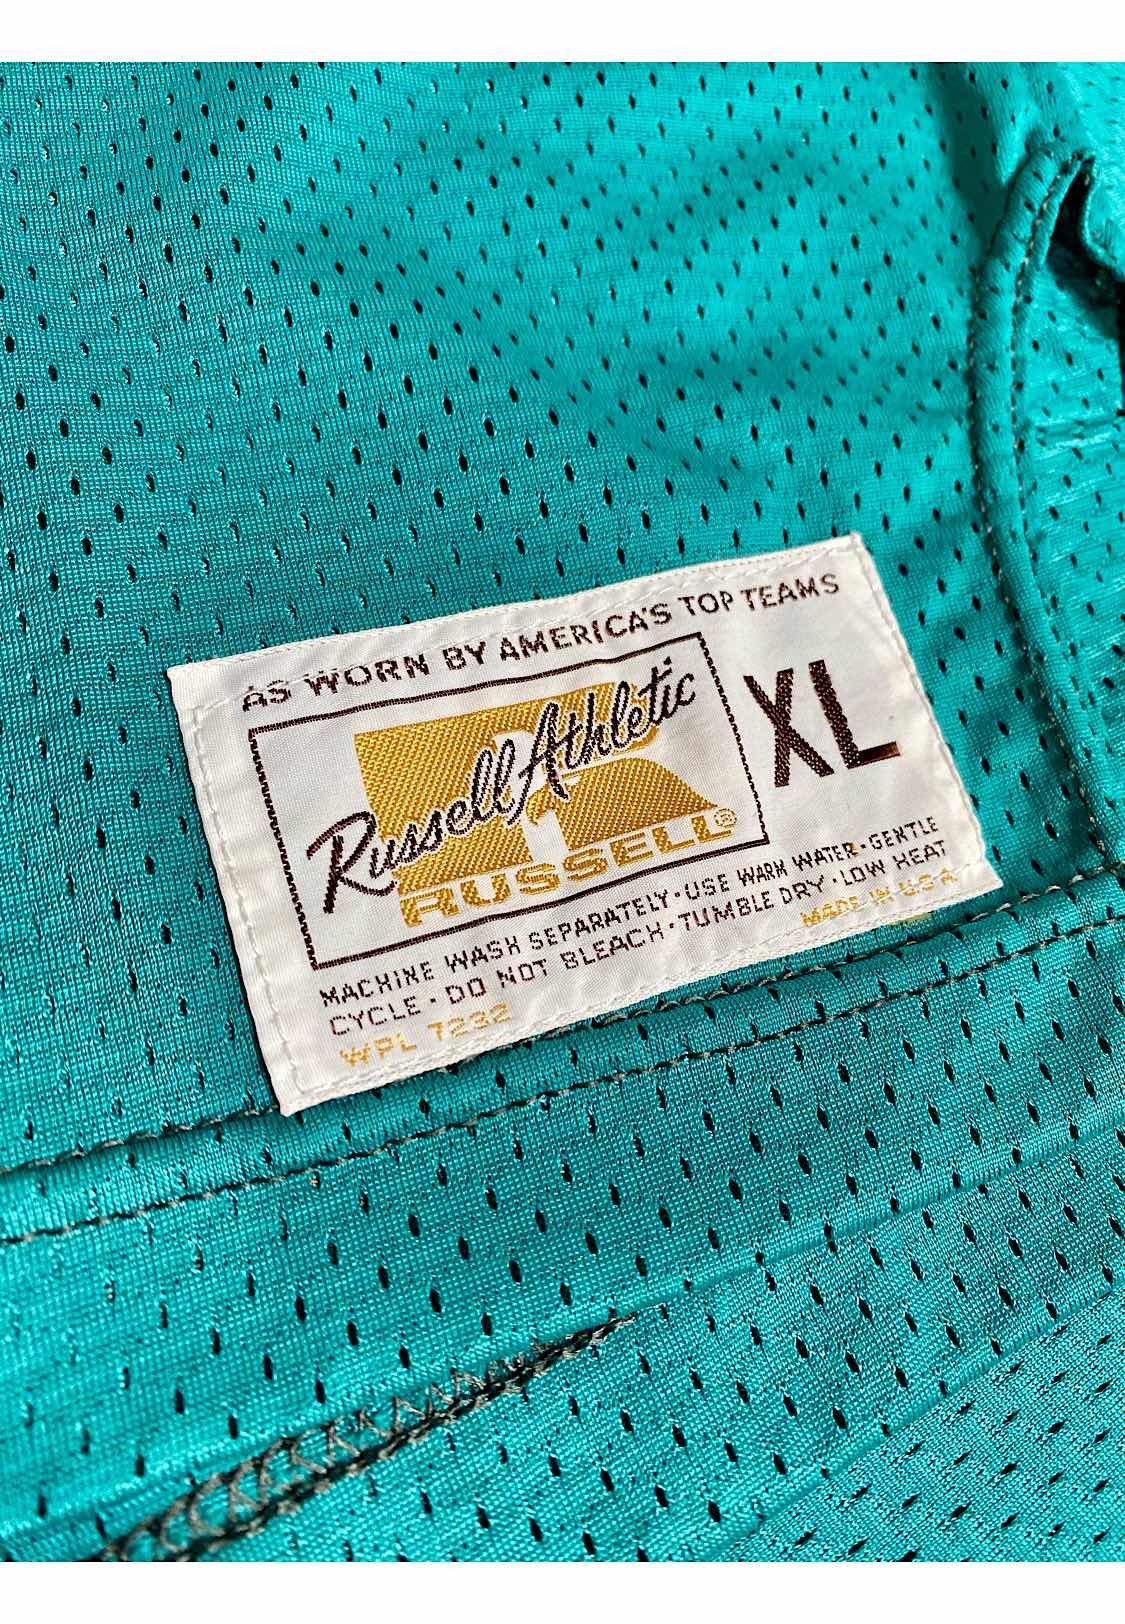 AS WORN BY AMERICA'S TOP TEAMS
Russell Athletic
RUSSELL®
XL
MACHINE WASH SEPARATELY · USE WARM WATER · GENTLE
CYCLE · DO NOT BLEACH · TUMBLE DRY · LOW HEAT
WPL 7232
MADE IN U.S.A